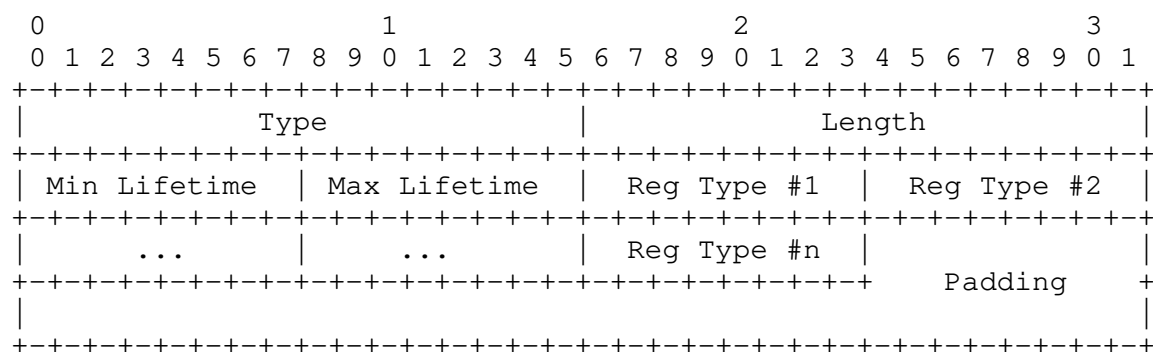 0                   1                   2                   3
 0 1 2 3 4 5 6 7 8 9 0 1 2 3 4 5 6 7 8 9 0 1 2 3 4 5 6 7 8 9 0 1
+-+-+-+-+-+-+-+-+-+-+-+-+-+-+-+-+-+-+-+-+-+-+-+-+-+-+-+-+-+-+-+-+
|             Type              |             Length            |
+-+-+-+-+-+-+-+-+-+-+-+-+-+-+-+-+-+-+-+-+-+-+-+-+-+-+-+-+-+-+-+-+
| Min Lifetime  | Max Lifetime  |  Reg Type #1  |  Reg Type #2  |
+-+-+-+-+-+-+-+-+-+-+-+-+-+-+-+-+-+-+-+-+-+-+-+-+-+-+-+-+-+-+-+-+
|      ...      |     ...       |  Reg Type #n  |               |
+-+-+-+-+-+-+-+-+-+-+-+-+-+-+-+-+-+-+-+-+-+-+-+-+    Padding    +
|                                                               |
+-+-+-+-+-+-+-+-+-+-+-+-+-+-+-+-+-+-+-+-+-+-+-+-+-+-+-+-+-+-+-+-+